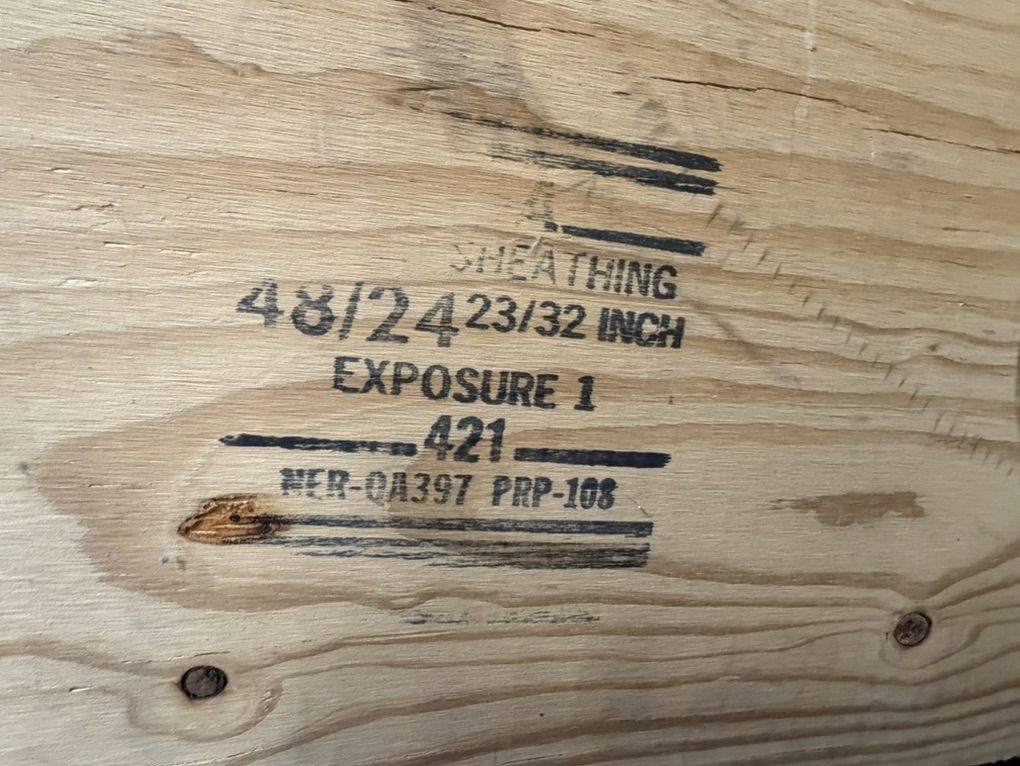 SHEATHING
48/24 23/32 INCH
EXPOSURE 1
421
NER-QA397 PRP-108